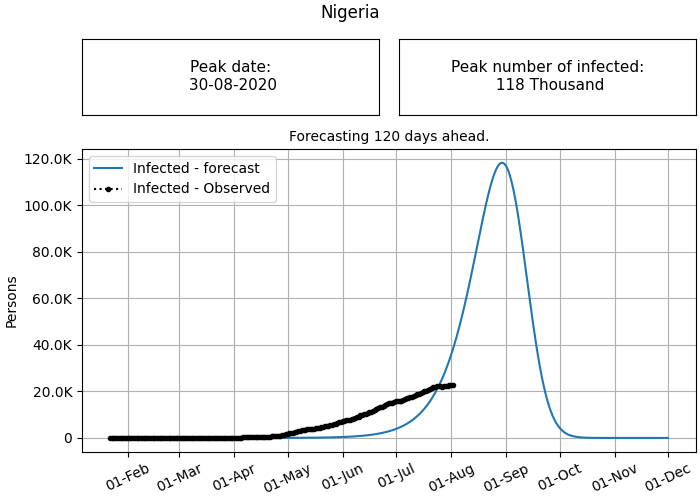 Nigeria
Peak date:
30-08-2020
Peak number of infected:
118 Thousand
Forecasting 120 days ahead.
Infected - forecast
Infected - Observed
120.0K
100.0K
80.0K
60.0K
40.0K
20.0K
0
Persons
01-Feb
01-Mar
01-Apr
01-May
01-Jun
01-Jul
01-Aug
01-Sep
01-Oct
01-Nov
01-Dec